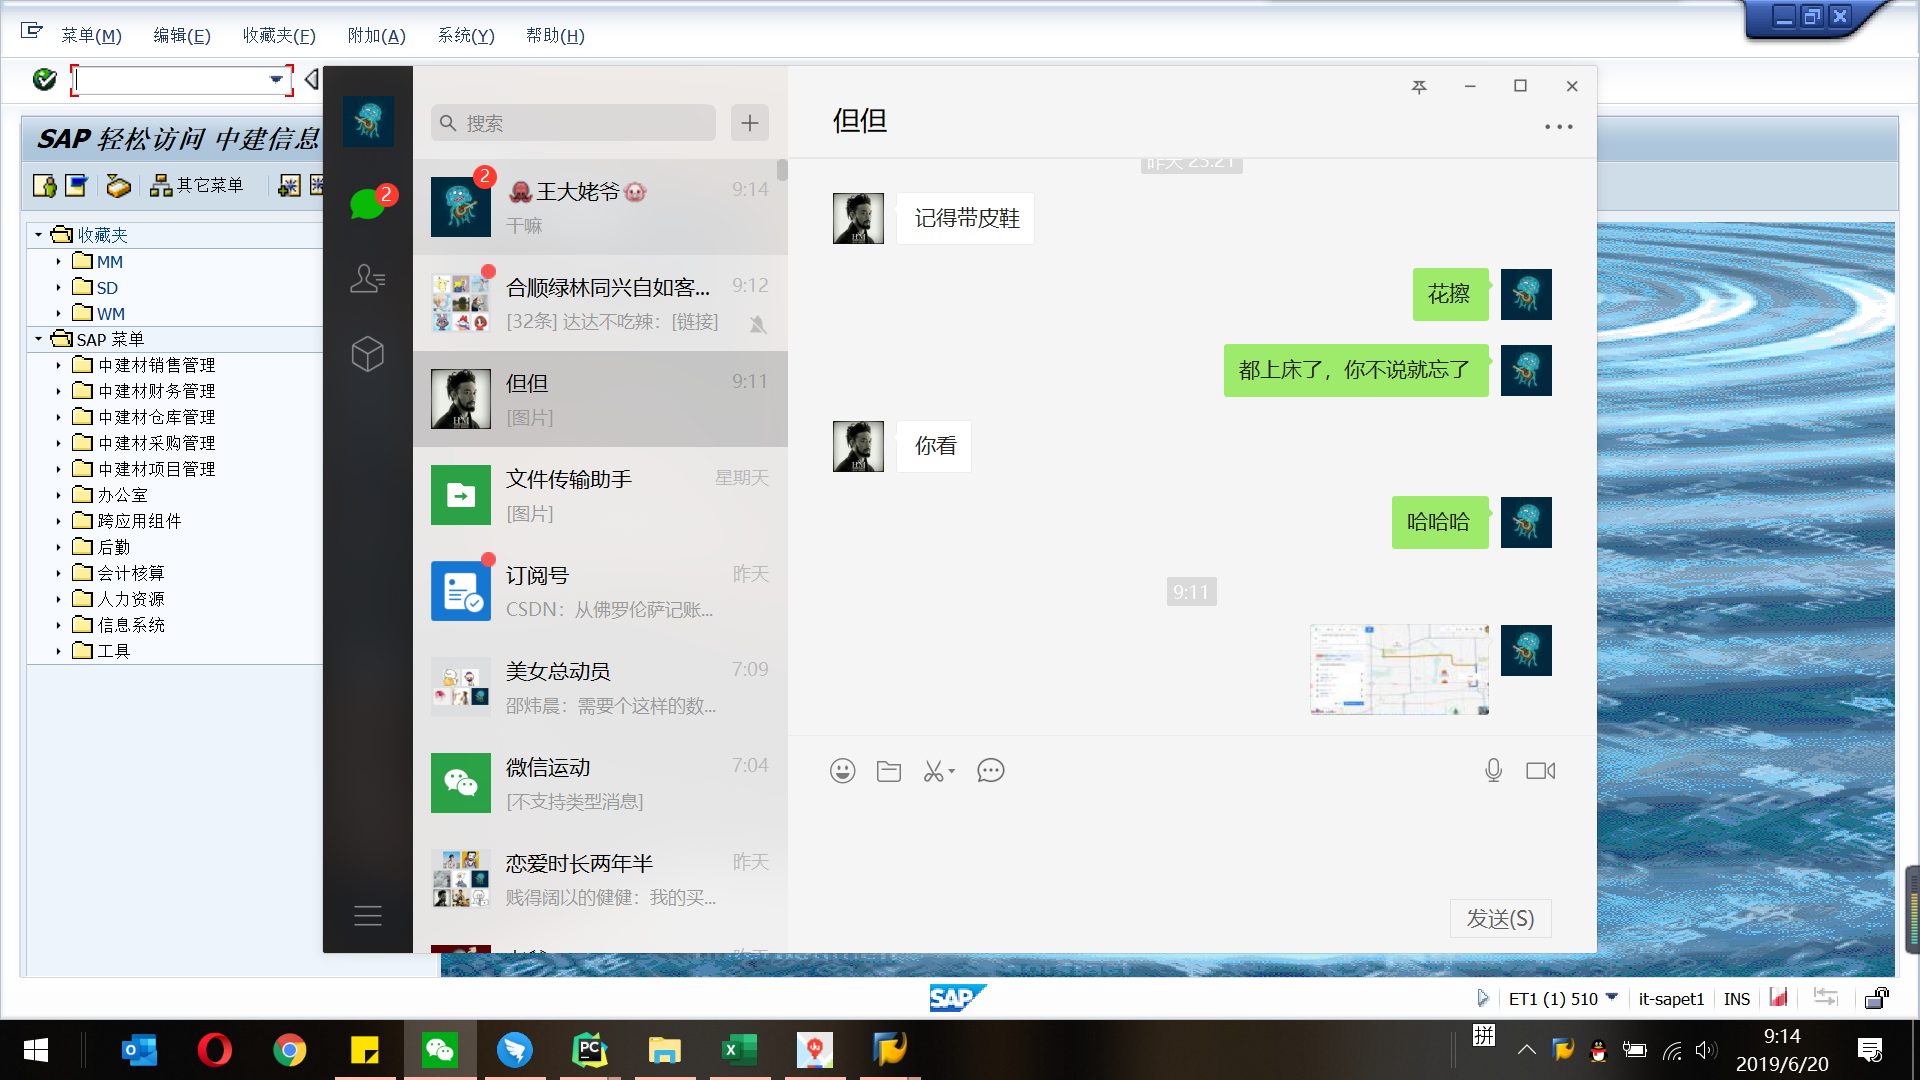 菜单(M) 编辑(E) 收藏夹(F) 附加(A) 系统(Y) 帮助(H)
SAP 轻松访问 中建信息
其它菜单
收藏夹
MM
SD
WM
SAP 菜单
中建材销售管理
中建材财务管理
中建材仓库管理
中建材采购管理
中建材项目管理
办公室
跨应用组件
后勤
会计核算
人力资源
信息系统
工具
2
搜索
2
王大姥爷 9:14
干嘛
合顺绿林同兴自如客... 9:12
[32条] 达达不吃辣：[链接]
但但 9:11
[图片]
文件传输助手 星期天
[图片]
订阅号 昨天
CSDN：从佛罗伦萨记账...
美女总动员 7:09
邵炜晨：需要个这样的数...
微信运动 7:04
[不支持类型消息]
恋爱时长两年半 昨天
贱得阔以的健健：我的买...
但但
昨天 23:21
记得带皮鞋
花擦
都上床了，你不说就忘了
你看
哈哈哈
9:11
发送(S)
SAP
ET1 (1) 510 it-sapet1 INS
拼
9:14
2019/6/20